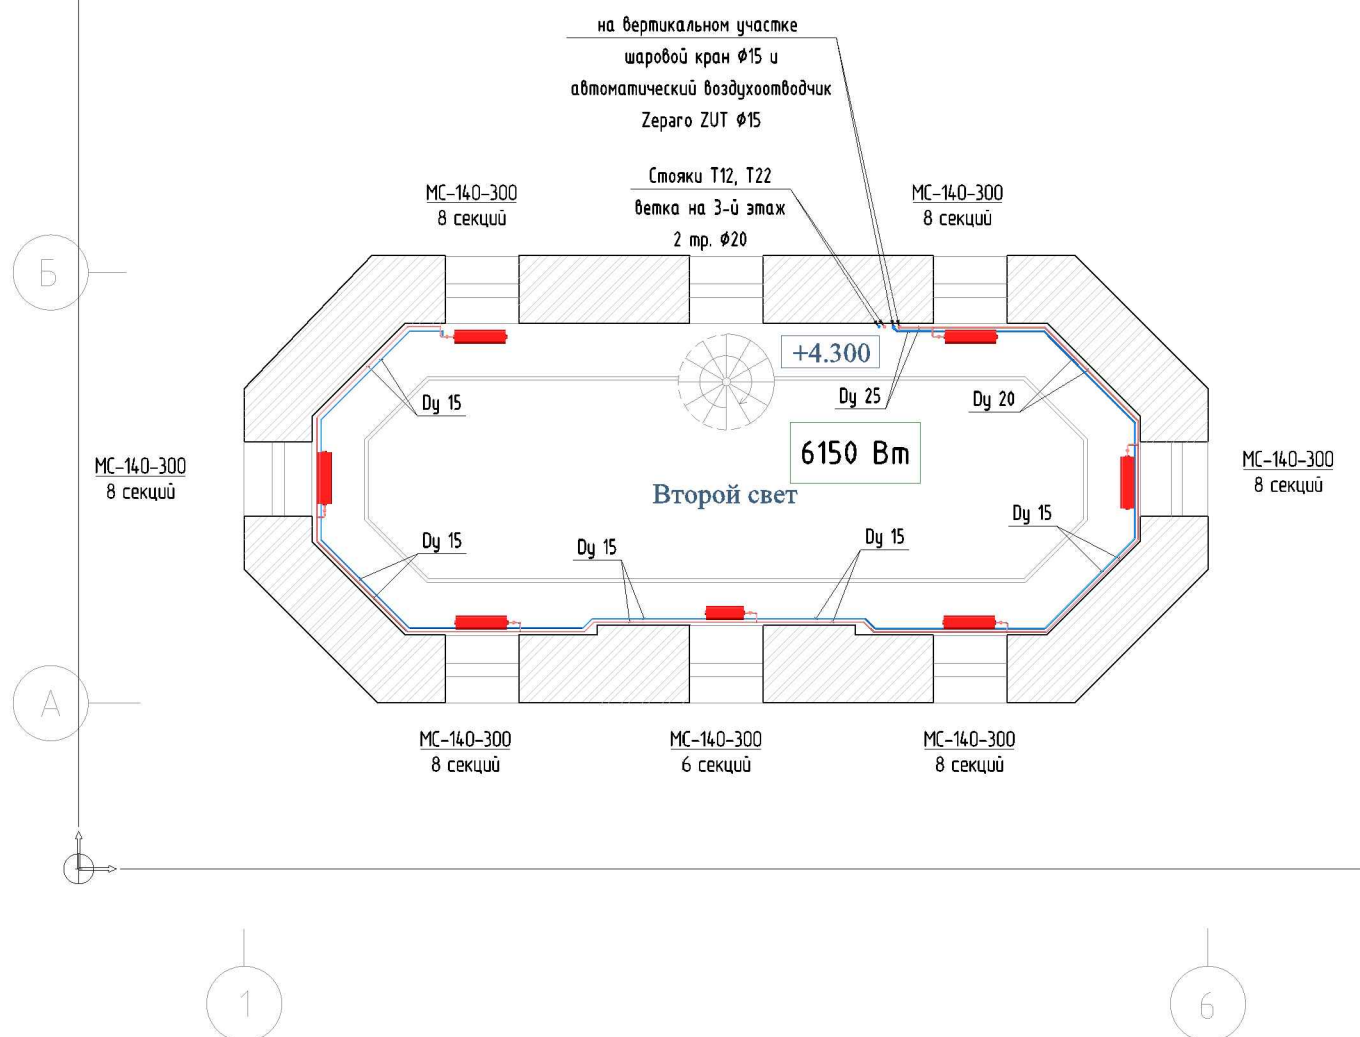 на вертикальном участке
шаровой кран ϕ15 и
автоматический воздухоотводчик
Zeparo ZUT ϕ15
Стояки Т12, Т22
ветка на 3-й этаж
2 тр. ϕ20
МС-140-300
8 секций
МС-140-300
8 секций
Б
+4.300
Dy 15
Dy 25
Dy 20
6150 Вт
МС-140-300
8 секций
Второй свет
МС-140-300
8 секций
Dy 15
Dy 15
Dy 15
Dy 15
А
МС-140-300
8 секций
МС-140-300
6 секций
МС-140-300
8 секций
1
6